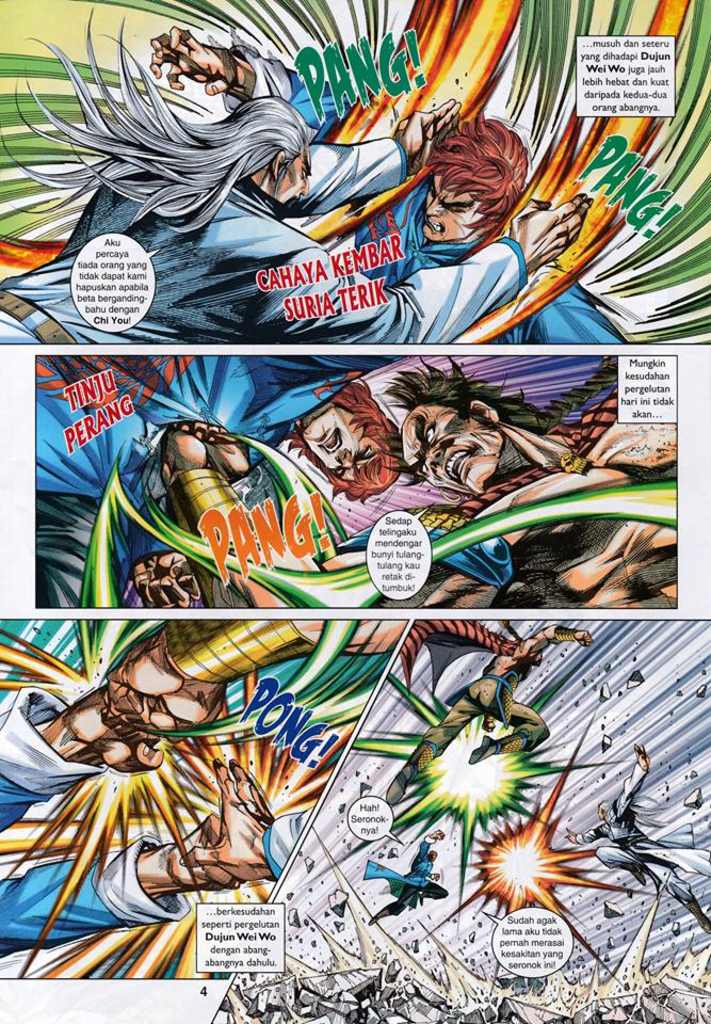 PANG!
...musuh dan seteru
yang dihadapi Dujun
Wei Wo juga jauh
lebih hebat dan kuat
daripada kedua-dua
orang abangnya.
PANG!
Aku
percaya
tiada orang yang
tidak dapat kami
hapuskan apabila
beta berganding-
bahu dengan
Chi You!
CAHAYA KEMBAR
SURIA TERIK
TINJU
PERANG
Mungkin
kesudahan
pergelutan
hari ini tidak
akan...
PANG!
Sedap
telingaku
mendengar
bunyi tulang-
tulang kau
retak di-
tumbuk!
PONG!
...berkesudahan
seperti pergelutan
Dujun Wei Wo
dengan abang-
abangnya dahulu.
Hah!
Seronok-
nya!
Sudah agak
lama aku tidak
pernah merasai
kesakitan yang
seronok ini!
4